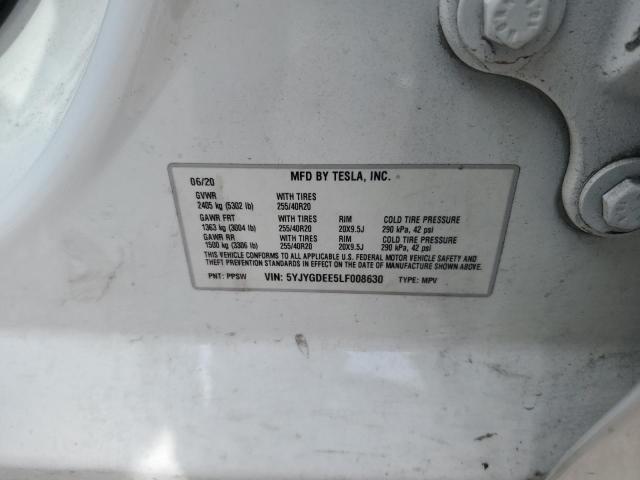 06/20 MFD BY TESLA, INC.
GVWR WITH TIRES
2405 kg (5302 lb) 255/40R20
GAWR FRT WITH TIRES RIM COLD TIRE PRESSURE
1363 kg (3004 lb) 255/40R20 20X9.5J 290 kPa, 42 psi
GAWR RR WITH TIRES RIM COLD TIRE PRESSURE
1500 kg (3306 lb) 255/40R20 20X9.5J 290 kPa, 42 psi
THIS VEHICLE CONFORMS TO ALL APPLICABLE U.S. FEDERAL MOTOR VEHICLE SAFETY AND
THEFT PREVENTION STANDARDS IN EFFECT ON THE DATE OF MANUFACTURE SHOWN ABOVE.
PNT: PPSW VIN: 5YJYGDEE5LF008630 TYPE: MPV